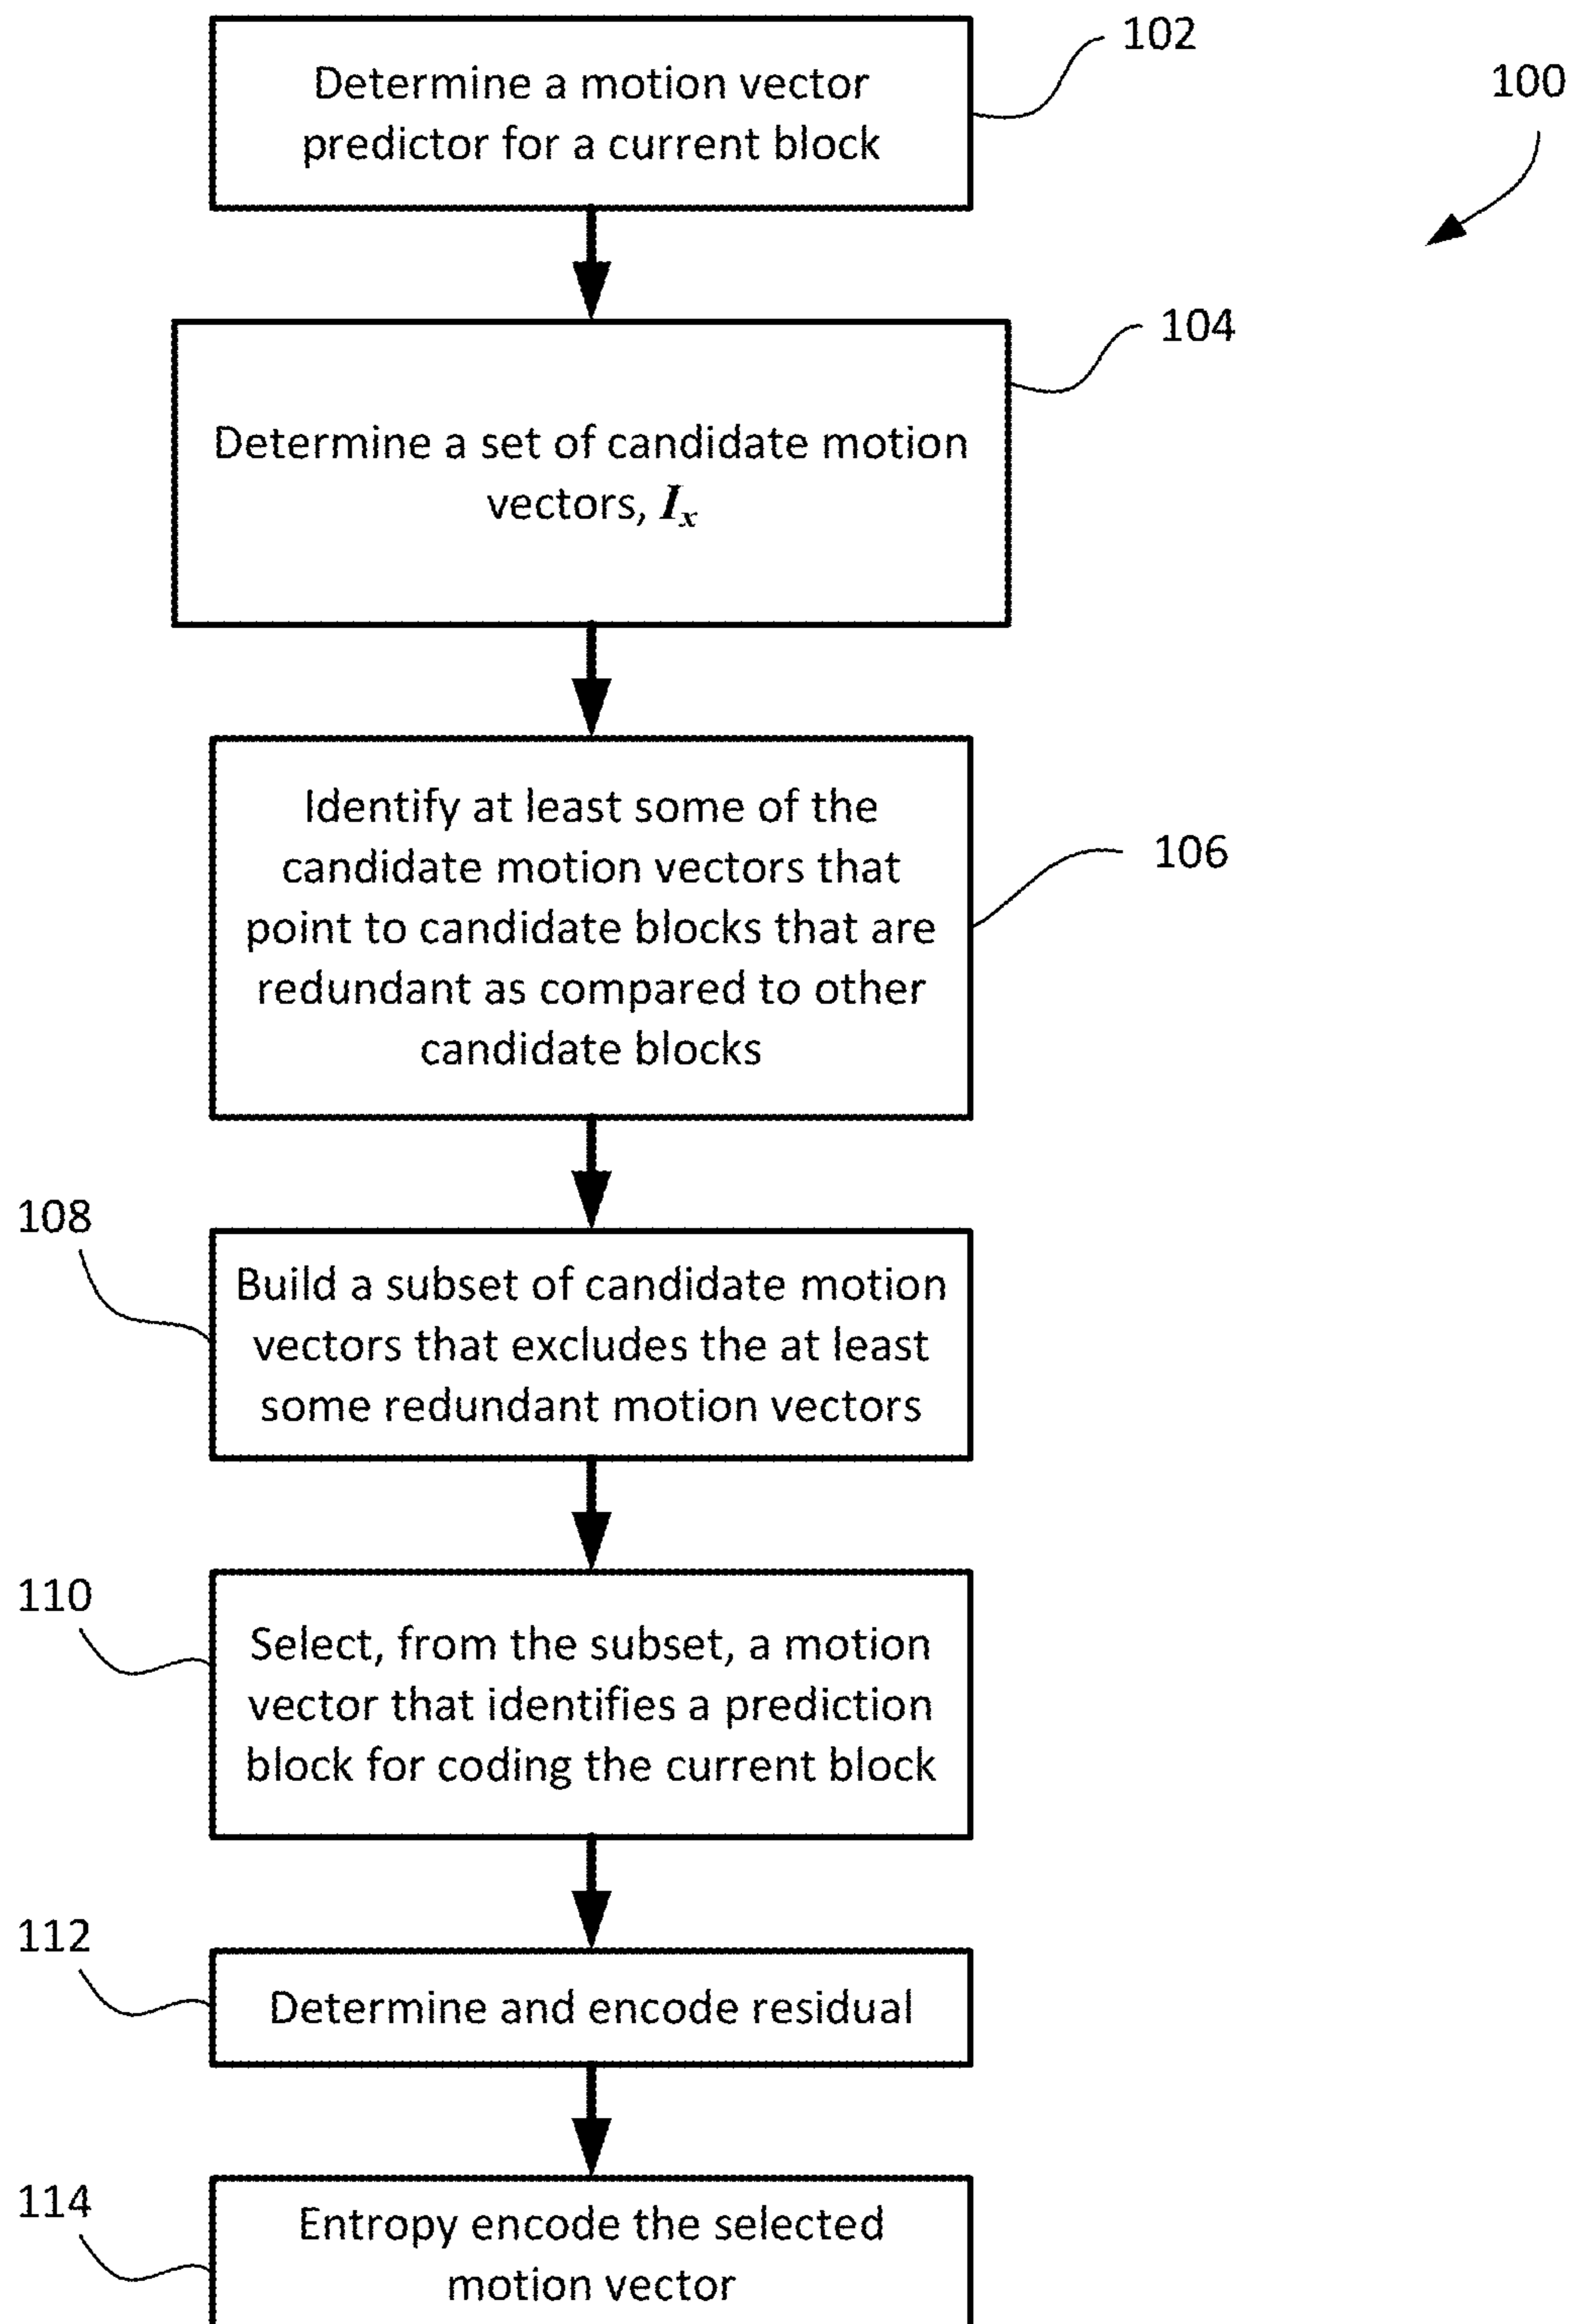 102
100
Determine a motion vector
predictor for a current block
104
Determine a set of candidate motion
vectors, Ix
Identify at least some of the
candidate motion vectors that
point to candidate blocks that are
redundant as compared to other
candidate blocks
106
108
Build a subset of candidate motion
vectors that excludes the at least
some redundant motion vectors
110
Select, from the subset, a motion
vector that identifies a prediction
block for coding the current block
112
Determine and encode residual
114
Entropy encode the selected
motion vector